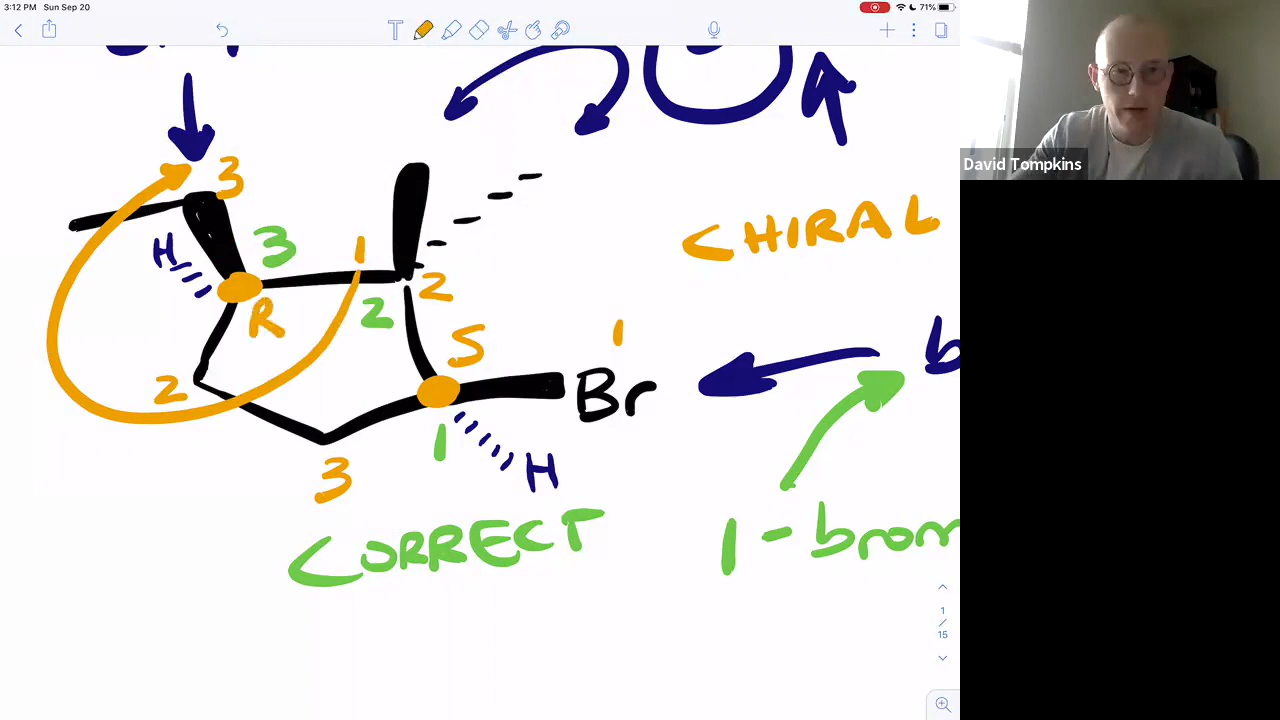 3:12 PM Sun Sep 20
71%
T
David Tompkins
3
H
3
1
CHIRAL
2
R
2
S
1
b
2
Br
1
3
H
CORRECT
1-brom
1
/
15